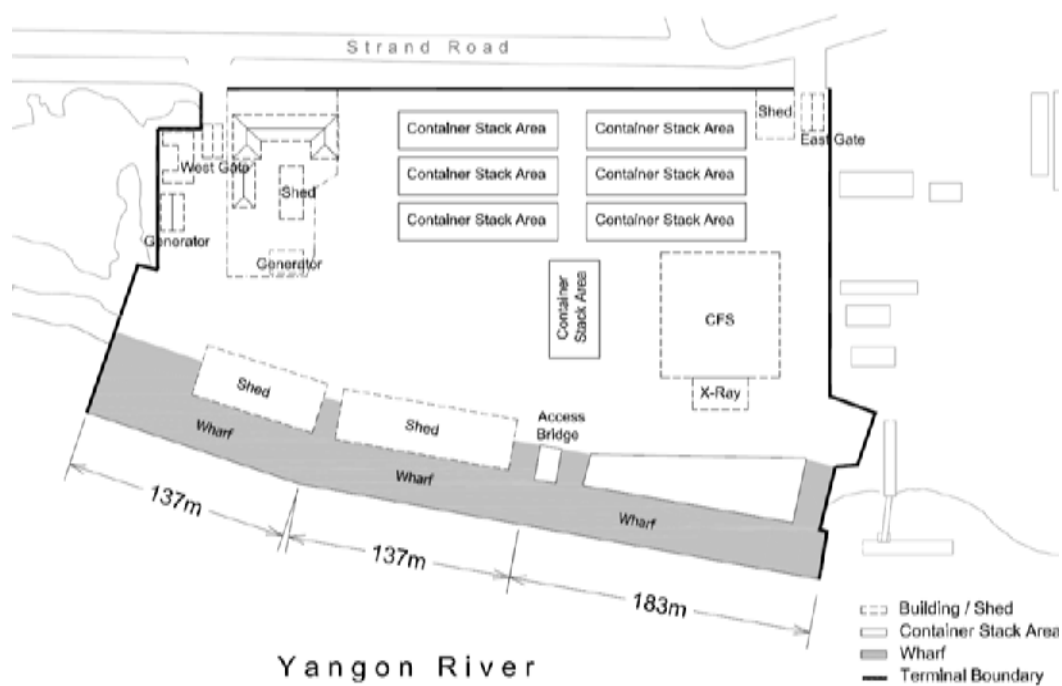 Strand Road
Container Stack Area
Container Stack Area
Shed
East Gate
West Gate
Container Stack Area
Container Stack Area
Shed
Container Stack Area
Container Stack Area
Generator
Generator
Container
Stack Area
CFS
X-Ray
Shed
Shed
Access
Bridge
Wharf
Wharf
Wharf
137m
137m
183m
Building / Shed
Container Stack Area
Wharf
Terminal Boundary
Yangon River